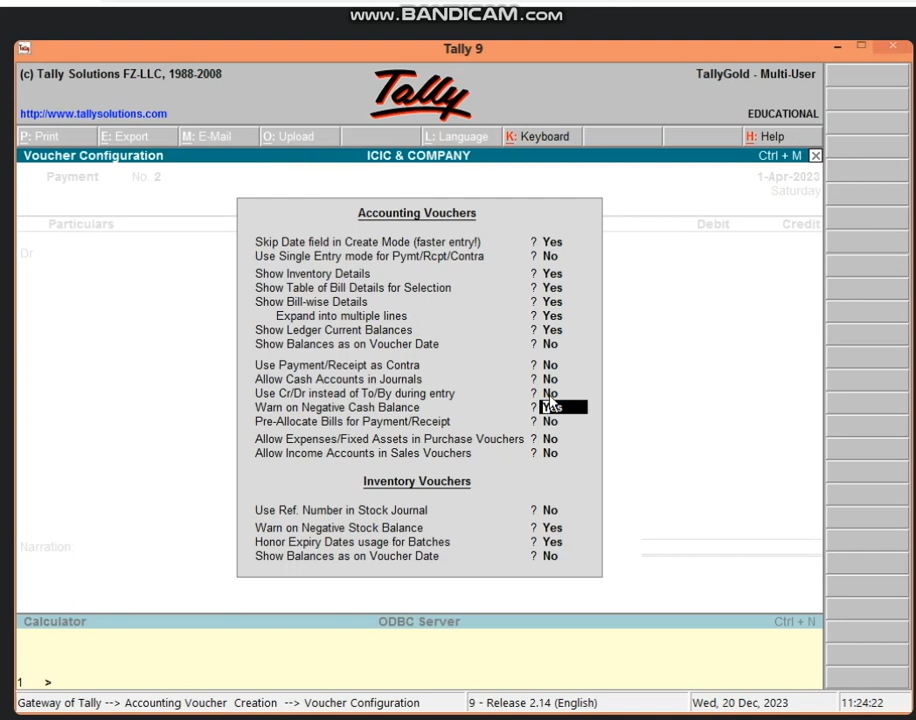 www.BANDICAM.com
Tally 9
(c) Tally Solutions FZ-LLC, 1988-2008
TallyGold - Multi-User
Tally
http://www.tallysolutions.com
EDUCATIONAL
P: Print E: Export M: E-Mail O: Upload L: Language K: Keyboard H: Help
Voucher Configuration ICIC & COMPANY Ctrl + M
Payment No. 2 1-Apr-2023
Saturday
Particulars Debit Credit
Dr
Accounting Vouchers
Skip Date field in Create Mode (faster entry!) ? Yes
Use Single Entry mode for Pymt/Rcpt/Contra ? No
Show Inventory Details ? Yes
Show Table of Bill Details for Selection ? Yes
Show Bill-wise Details ? Yes
Expand into multiple lines ? Yes
Show Ledger Current Balances ? Yes
Show Balances as on Voucher Date ? No
Use Payment/Receipt as Contra ? No
Allow Cash Accounts in Journals ? No
Use Cr/Dr instead of To/By during entry ? No
Warn on Negative Cash Balance ? Yes
Pre-Allocate Bills for Payment/Receipt ? No
Allow Expenses/Fixed Assets in Purchase Vouchers ? No
Allow Income Accounts in Sales Vouchers ? No
Inventory Vouchers
Use Ref. Number in Stock Journal ? No
Warn on Negative Stock Balance ? Yes
Honor Expiry Dates usage for Batches ? Yes
Show Balances as on Voucher Date ? No
Narration:
Calculator ODBC Server Ctrl + N
1 >
Gateway of Tally --> Accounting Voucher Creation --> Voucher Configuration 9 - Release 2.14 (English) Wed, 20 Dec, 2023 11:24:22